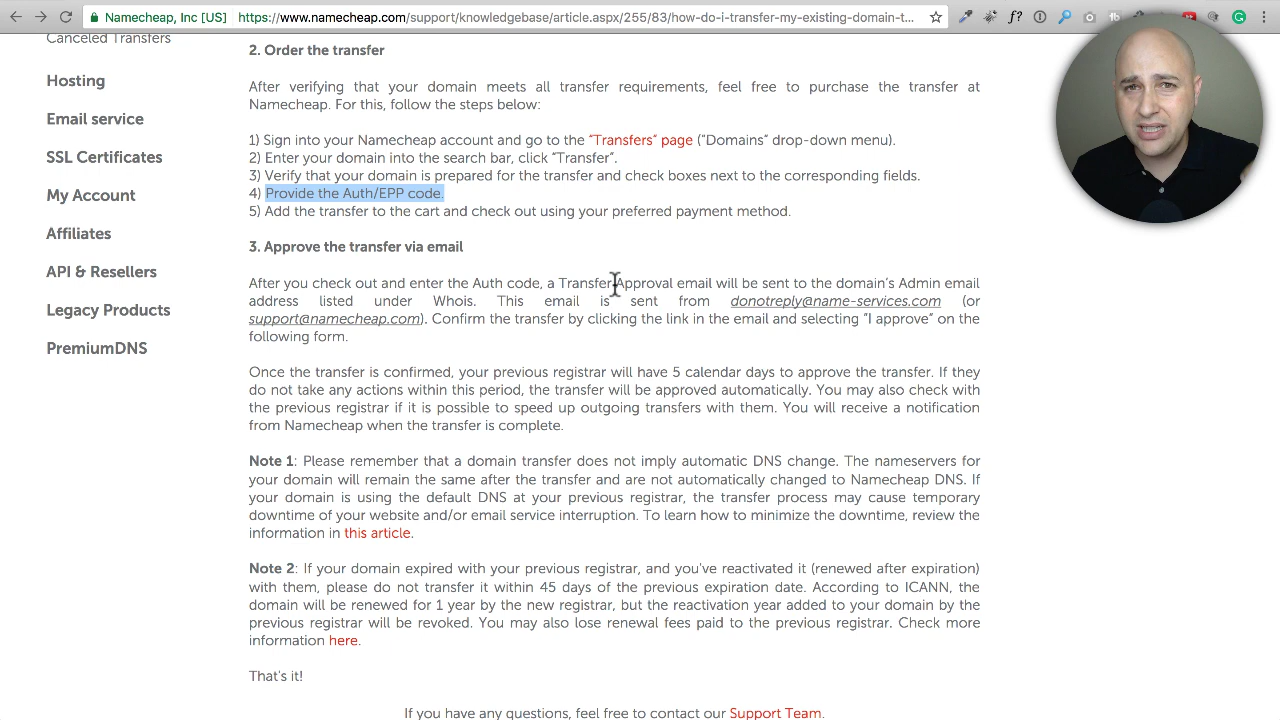 Namecheap, Inc [US]
https://www.namecheap.com/support/knowledgebase/article.aspx/255/83/how-do-i-transfer-my-existing-domain-t...
Canceled Transfers
Hosting
Email service
SSL Certificates
My Account
Affiliates
API & Resellers
Legacy Products
PremiumDNS
2. Order the transfer
After verifying that your domain meets all transfer requirements, feel free to purchase the transfer at
Namecheap. For this, follow the steps below:
1) Sign into your Namecheap account and go to the “Transfers” page (“Domains” drop-down menu).
2) Enter your domain into the search bar, click “Transfer”.
3) Verify that your domain is prepared for the transfer and check boxes next to the corresponding fields.
4) Provide the Auth/EPP code.
5) Add the transfer to the cart and check out using your preferred payment method.
3. Approve the transfer via email
After you check out and enter the Auth code, a Transfer Approval email will be sent to the domain’s Admin email
address listed under Whois. This email is sent from donotreply@name-services.com (or
support@namecheap.com). Confirm the transfer by clicking the link in the email and selecting “I approve” on the
following form.
Once the transfer is confirmed, your previous registrar will have 5 calendar days to approve the transfer. If they
do not take any actions within this period, the transfer will be approved automatically. You may also check with
the previous registrar if it is possible to speed up outgoing transfers with them. You will receive a notification
from Namecheap when the transfer is complete.
Note 1: Please remember that a domain transfer does not imply automatic DNS change. The nameservers for
your domain will remain the same after the transfer and are not automatically changed to Namecheap DNS. If
your domain is using the default DNS at your previous registrar, the transfer process may cause temporary
downtime of your website and/or email service interruption. To learn how to minimize the downtime, review the
information in this article.
Note 2: If your domain expired with your previous registrar, and you've reactivated it (renewed after expiration)
with them, please do not transfer it within 45 days of the previous expiration date. According to ICANN, the
domain will be renewed for 1 year by the new registrar, but the reactivation year added to your domain by the
previous registrar will be revoked. You may also lose renewal fees paid to the previous registrar. Check more
information here.
That's it!
If you have any questions, feel free to contact our Support Team.